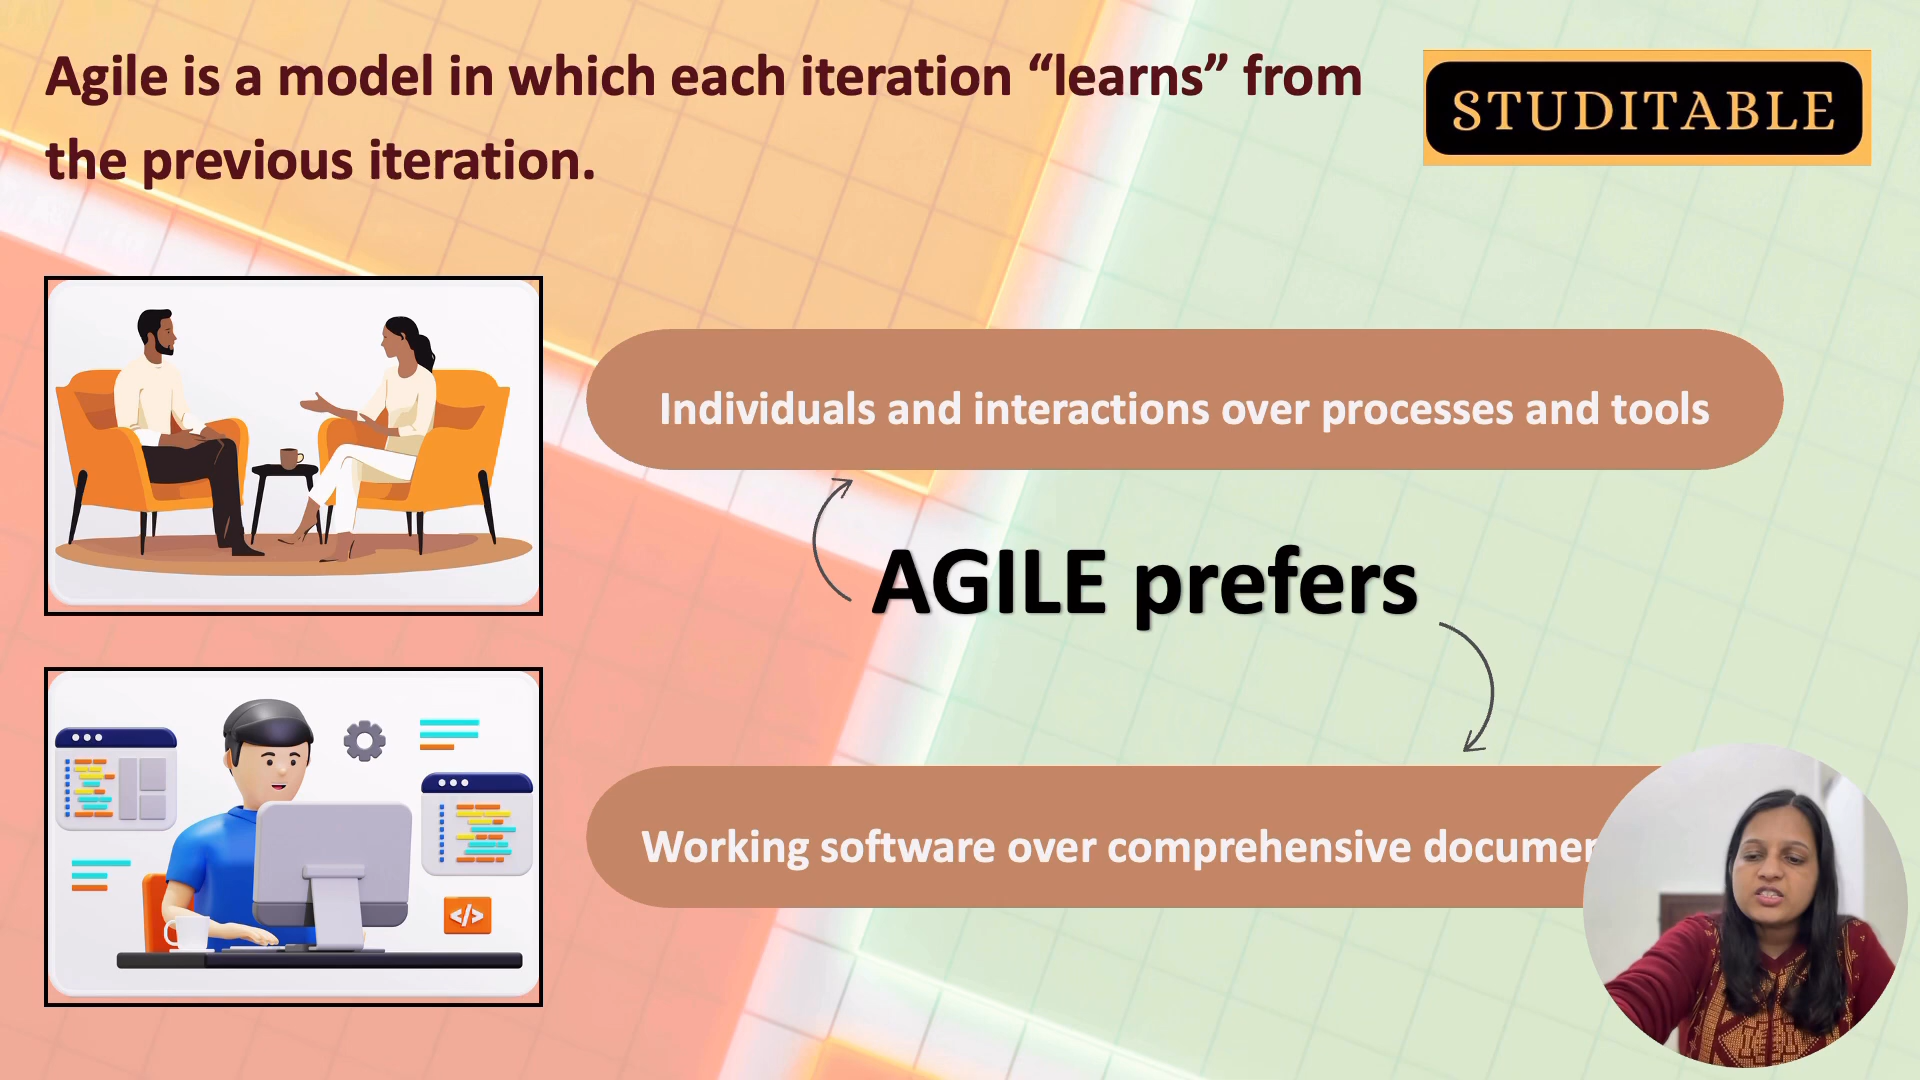 Agile is a model in which each iteration “learns” from
the previous iteration.
STUDITABLE
Individuals and interactions over processes and tools
AGILE prefers
</>
Working software over comprehensive